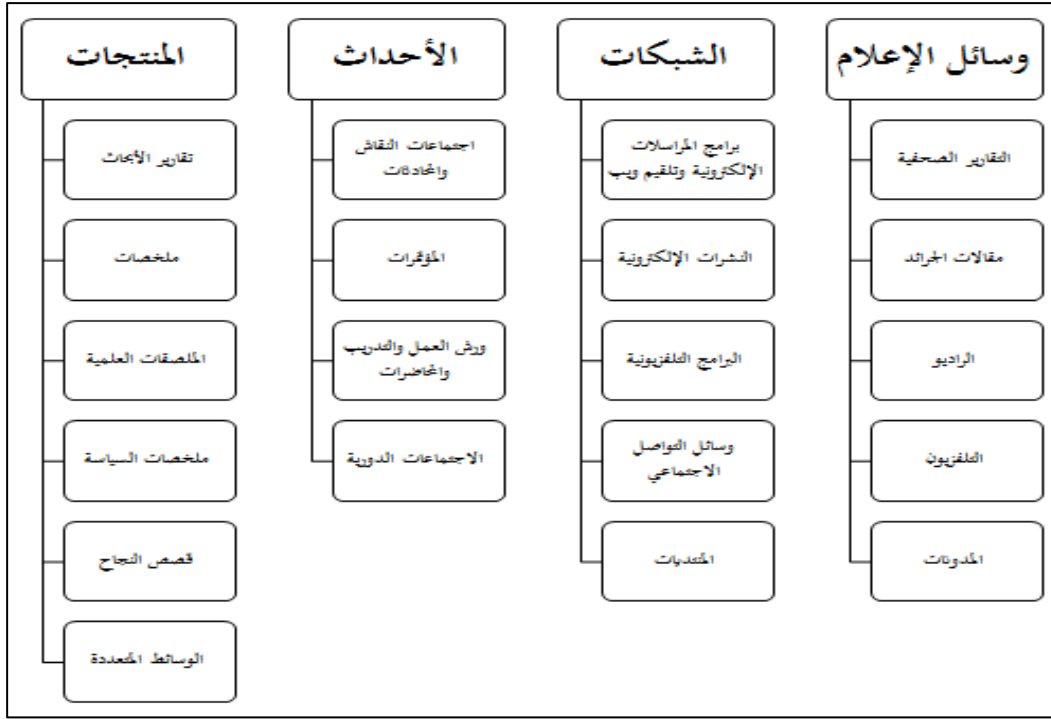 وسائل الإعلام
التقارير الصحفية
مقالات الجرائد
الراديو
التلفزيون
المدونات
الشبكات
برامج المراسلات
الإلكترونية وتلقيم ويب
النشرات الإلكترونية
البرامج التلفزيونية
وسائل التواصل
الاجتماعي
المنتديات
الأحداث
اجتماعات النقاش
والمحادثات
المؤتمرات
ورش العمل والتدريب
والمحاضرات
الاجتماعات الدورية
المنتجات
تقارير الأبحاث
ملخصات
الملصقات العلمية
ملخصات السياسة
قصص النجاح
الوسائط المتعددة